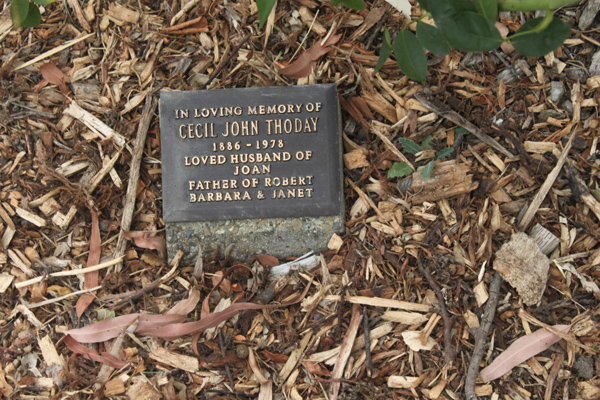 IN LOVING MEMORY OF
CECIL JOHN THODAY
1886 - 1978
LOVED HUSBAND OF
JOAN
FATHER OF ROBERT
BARBARA & JANET